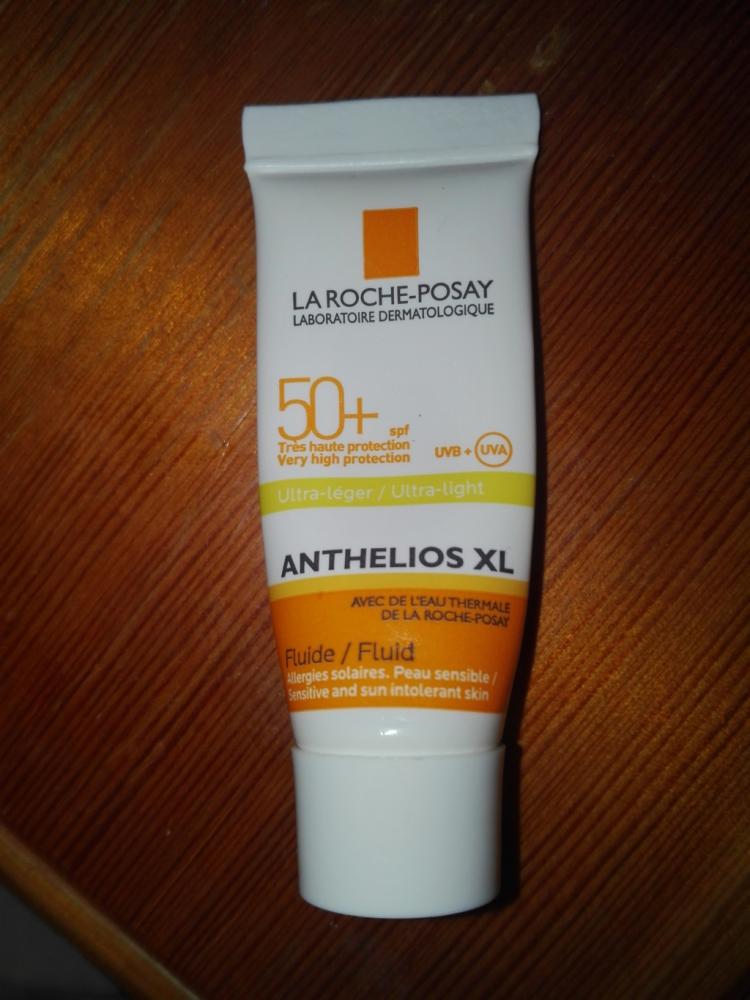 LA ROCHE-POSAY
LABORATOIRE DERMATOLOGIQUE
50+ spf
Très haute protection
Very high protection
UVB + UVA
Ultra-léger / Ultra-light
ANTHELIOS XL
AVEC DE L'EAU THERMALE
DE LA ROCHE-POSAY
Fluide / Fluid
Allergies solaires. Peau sensible /
Sensitive and sun intolerant skin